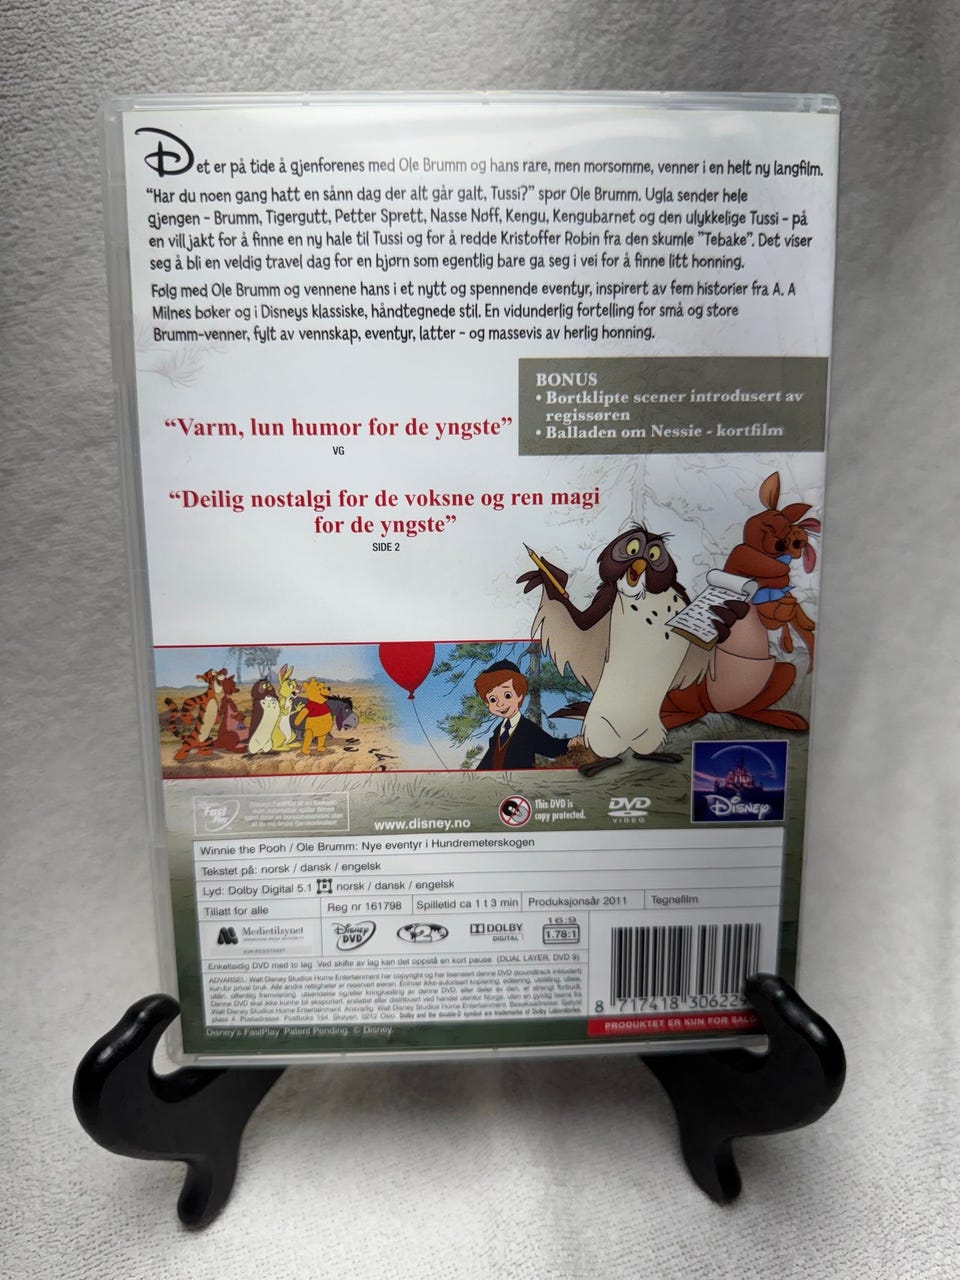 Det er på tide å gjenforenes med Ole Brumm og hans rare, men morsomme, venner i en helt ny langfilm.
"Har du noen gang hatt en sånn dag der alt går galt, Tussi?" spør Ole Brumm. Ugla sender hele
gjengen - Brumm, Tigergutt, Petter Sprett, Nasse Nøff, Kengu, Kengubarnet og den ulykkelige Tussi - på
en vill jakt for å finne en ny hale til Tussi og for å redde Kristoffer Robin fra den skumle "Tebake". Det viser
seg å bli en veldig travel dag for en bjørn som egentlig bare ga seg i vei for å finne litt honning.
Følg med Ole Brumm og vennene hans i et nytt og spennende eventyr, inspirert av fem historier fra A. A
Milnes bøker og i Disneys klassiske, håndtegnede stil. En vidunderlig fortelling for små og store
Brumm-venner, fylt av vennskap, eventyr, latter - og massevis av herlig honning.
BONUS
• Bortklipte scener introdusert av
regissøren
• Balladen om Nessie - kortfilm
"Varm, lun humor for de yngste"
VG
"Deilig nostalgi for de voksne og ren magi
for de yngste"
SIDE 2
Disney
Fast Play
www.disney.no
This DVD is
copy protected.
DVD
VIDEO
Winnie the Pooh / Ole Brumm: Nye eventyr i Hundremeterskogen
Tekstet på: norsk / dansk / engelsk
Lyd: Dolby Digital 5.1 norsk / dansk / engelsk
Tillatt for alle
Reg nr 161798
Spilletid ca 1 t 3 min
Produksjonsår 2011
Tegnefilm
Medietilsynet
Disney
DVD
2
DOLBY
DIGITAL
16:9
1.78:1
Enkeltsidig DVD med to lag. Ved skifte av lag kan det oppstå en kort pause. (DUAL LAYER, DVD 9)
8 717418 30622
PRODUKTET ER KUN FOR SALG
Disney's FastPlay Patent Pending. © Disney.